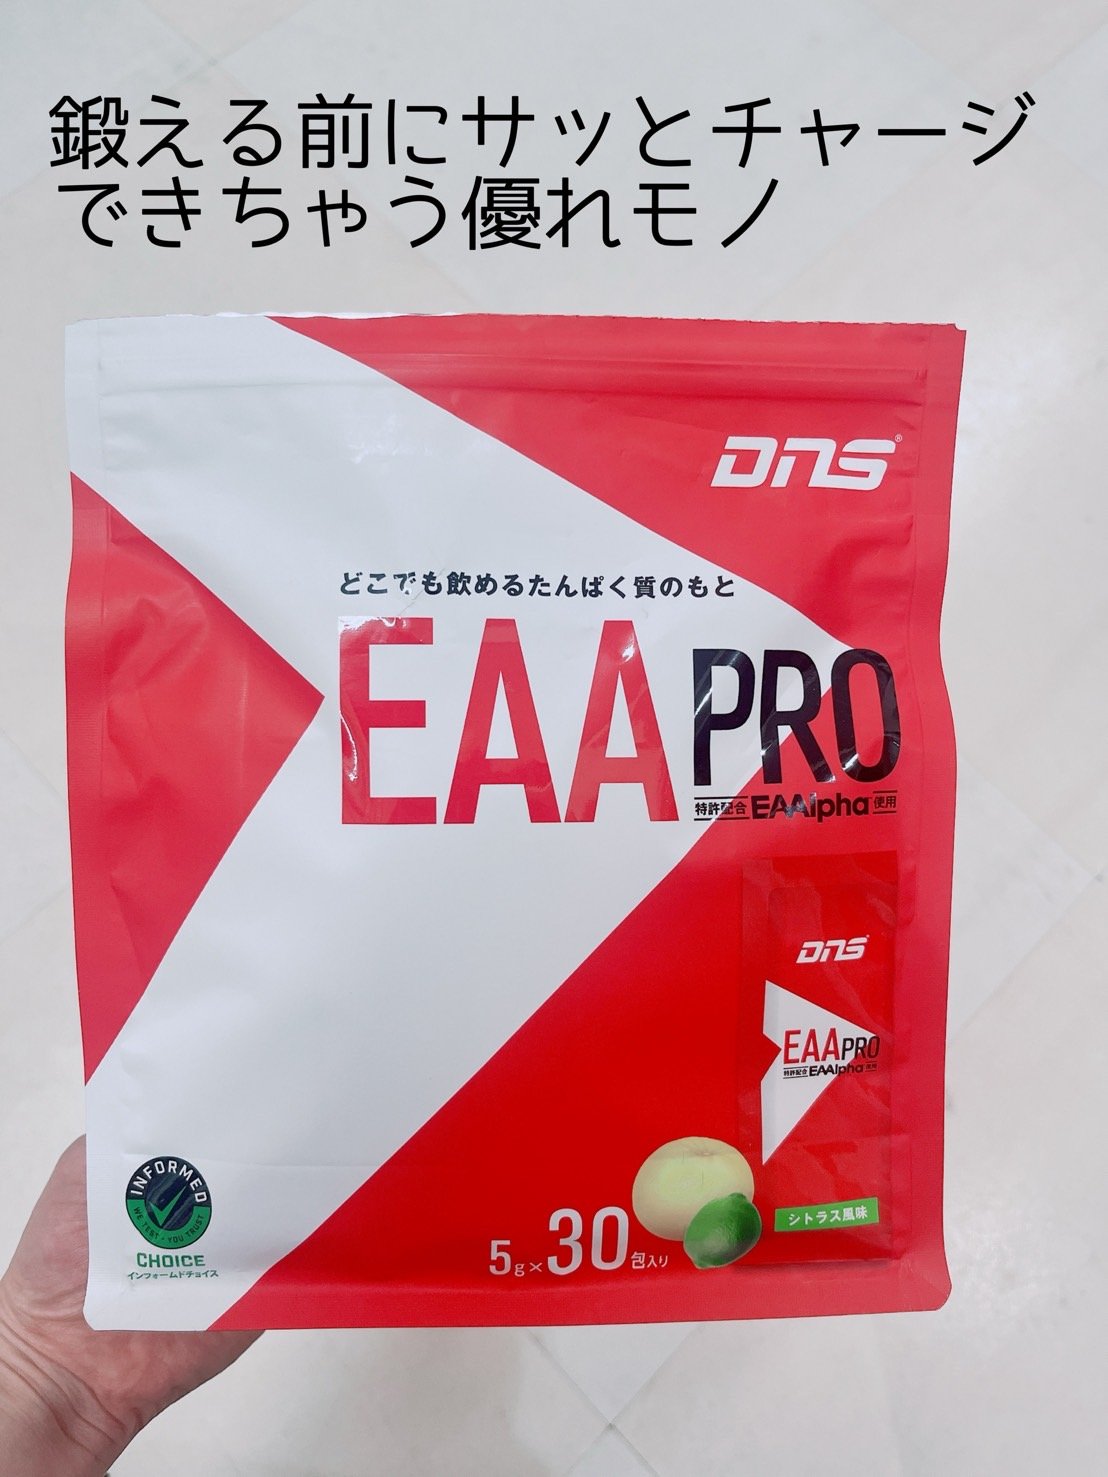 鍛える前にサッとチャージ
できちゃう優れモノ
DNS®
どこでも飲めるたんぱく質のもと
EAA PRO
特許配合 EAAlpha 使用
DNS
EAA PRO
特許配合 EAAlpha 使用
シトラス風味
5g×30包入り
INFORMED
WE TEST · YOU TRUST
CHOICE
インフォームドチョイス